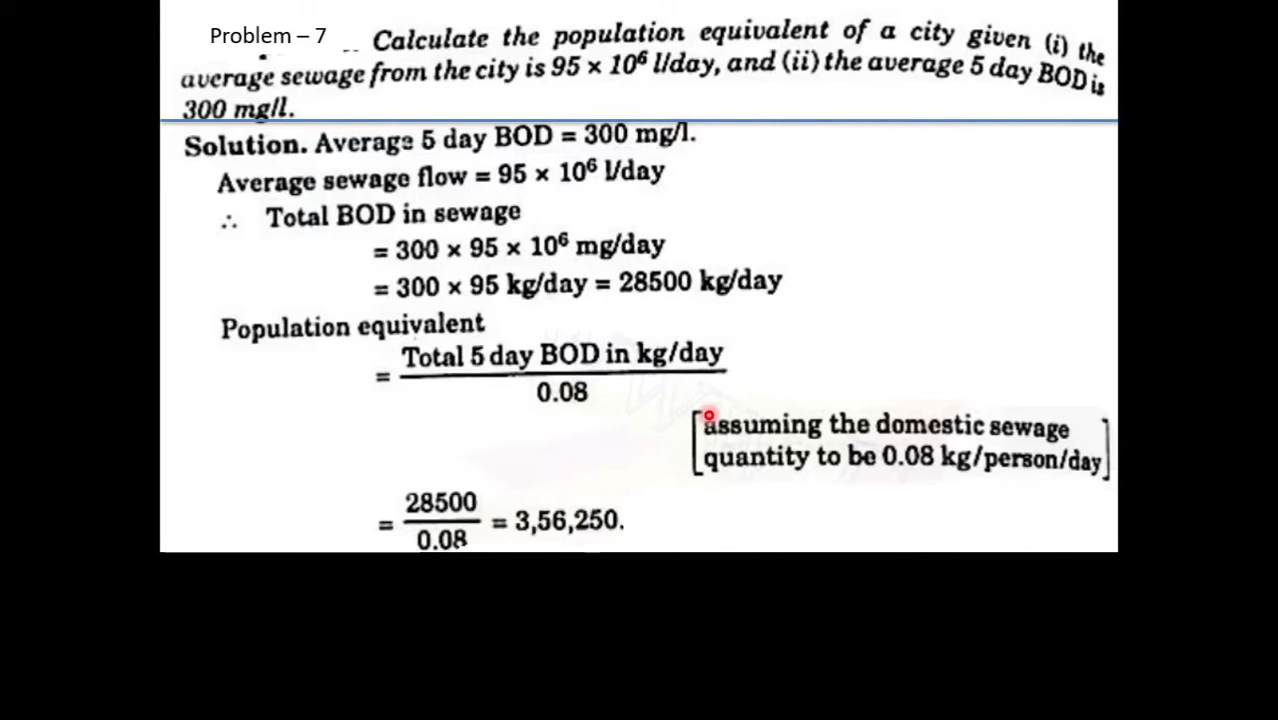 Problem – 7
Calculate the population equivalent of a city given (i) the
average sewage from the city is 95 × 10⁶ l/day, and (ii) the average 5 day BOD is
300 mg/l.
Solution. Average 5 day BOD = 300 mg/l.
Average sewage flow = 95 × 10⁶ l/day
∴ Total BOD in sewage
= 300 × 95 × 10⁶ mg/day
= 300 × 95 kg/day = 28500 kg/day
Population equivalent
= Total 5 day BOD in kg/day
0.08
[assuming the domestic sewage
quantity to be 0.08 kg/person/day]
= 28500 = 3,56,250.
0.08